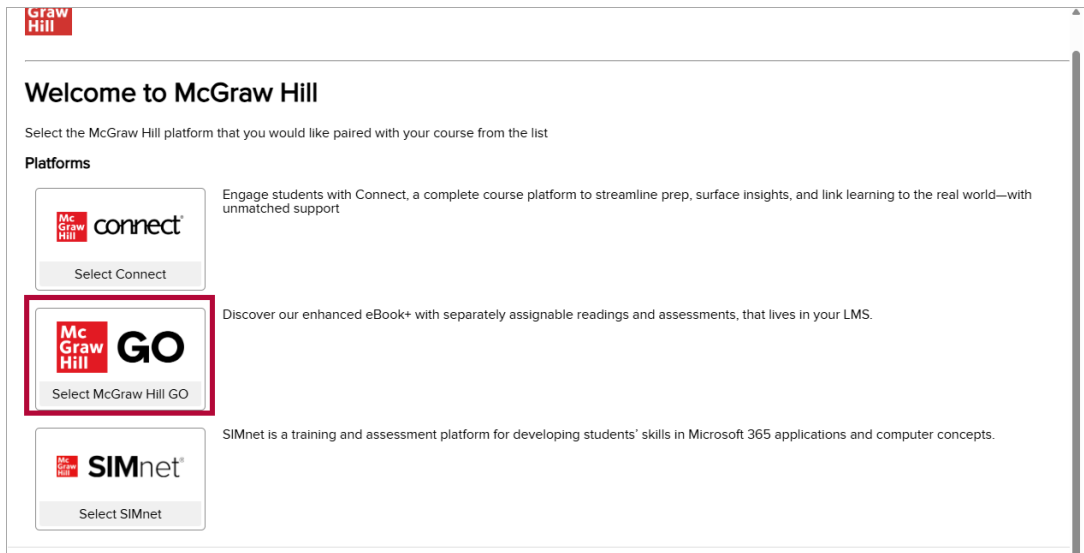 Graw
Hill
Welcome to McGraw Hill
Select the McGraw Hill platform that you would like paired with your course from the list
Platforms
Mc
Graw
Hill
connect®
Select Connect
Engage students with Connect, a complete course platform to streamline prep, surface insights, and link learning to the real world—with
unmatched support
Mc
Graw
Hill
GO
Select McGraw Hill GO
Discover our enhanced eBook+ with separately assignable readings and assessments, that lives in your LMS.
Mc
Graw
Hill
SIMnet®
Select SIMnet
SIMnet is a training and assessment platform for developing students’ skills in Microsoft 365 applications and computer concepts.